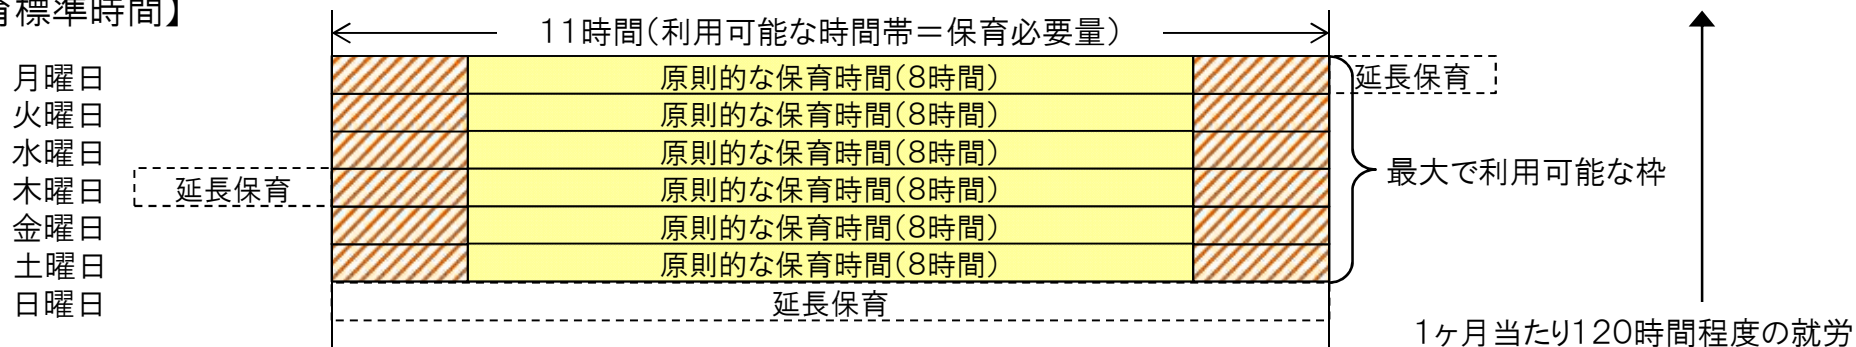 育標準時間】
11時間(利用可能な時間帯=保育必要量)
月曜日 原則的な保育時間(8時間) 延長保育
火曜日 原則的な保育時間(8時間)
水曜日 原則的な保育時間(8時間)
木曜日 延長保育 原則的な保育時間(8時間) 最大で利用可能な枠
金曜日 原則的な保育時間(8時間)
土曜日 原則的な保育時間(8時間)
日曜日 延長保育
1ヶ月当たり120時間程度の就労